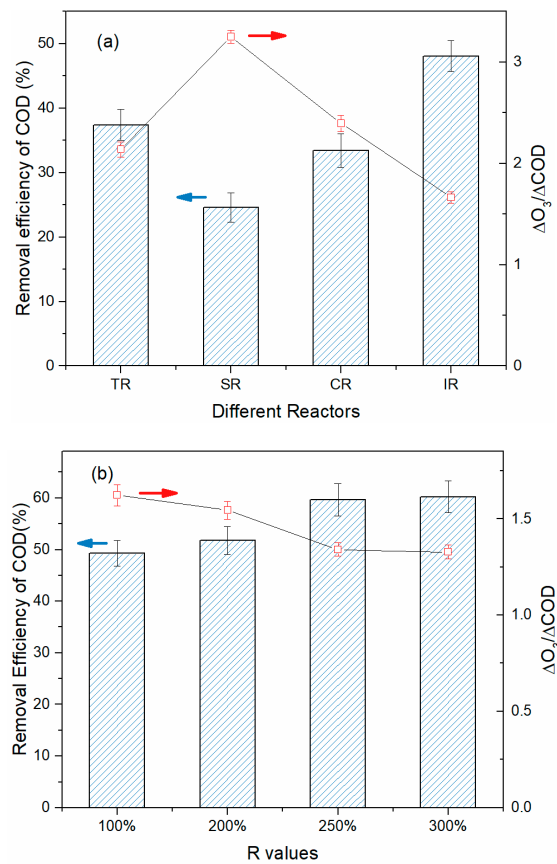 (a)
Removal efficiency of COD (%)
50
40
30
20
10
0
3
2
1
0
ΔO₃/ΔCOD
TR SR CR IR
Different Reactors
(b)
Removal Efficiency of COD(%)
60
50
40
30
20
10
0
1.5
1.0
0.5
0.0
ΔO₃/ΔCOD
100% 200% 250% 300%
R values